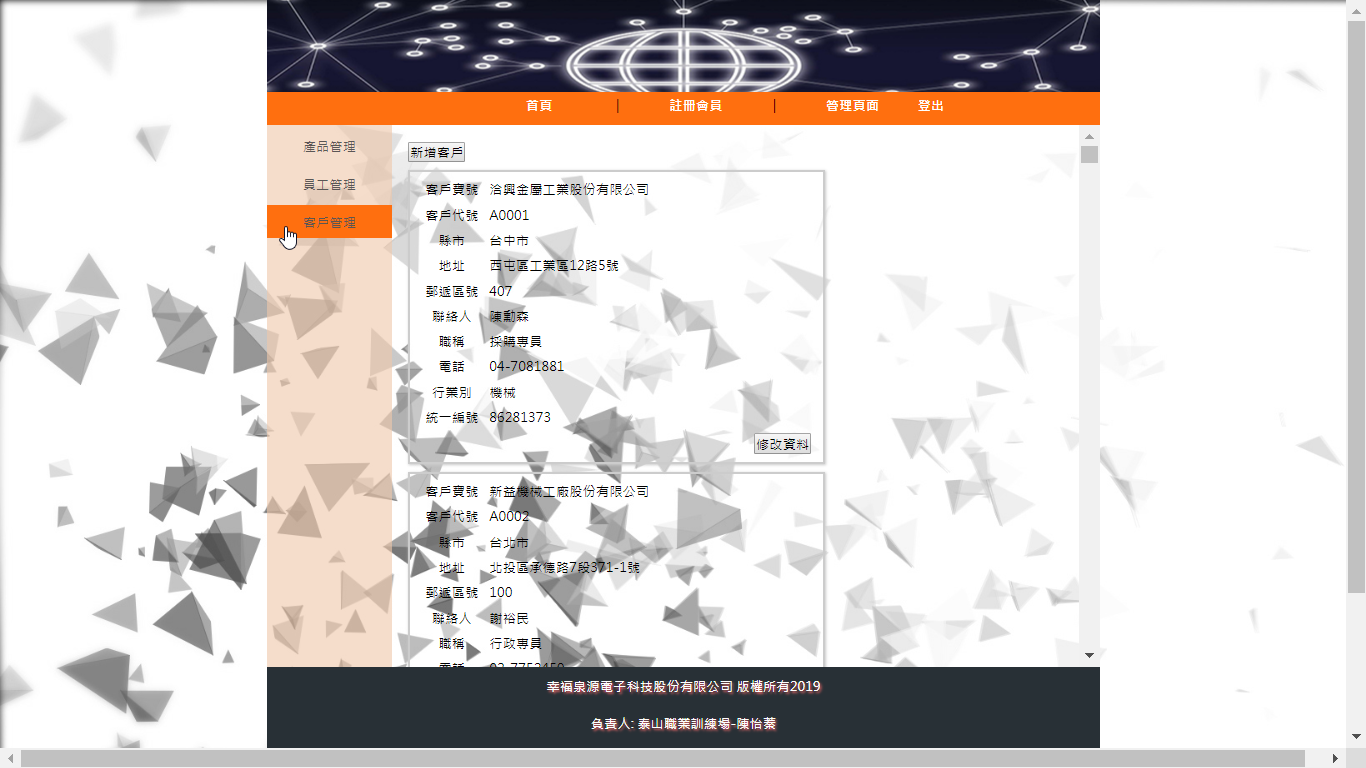 首頁 | 註冊會員 | 管理頁面 登出
產品管理
員工管理
客戶管理
新增客戶
客戶寶號 洽興金屬工業股份有限公司
客戶代號 A0001
縣市 台中市
地址 西屯區工業區12路5號
郵遞區號 407
聯絡人 陳勳森
職稱 採購專員
電話 04-7081881
行業別 機械
統一編號 86281373
修改資料
客戶寶號 新益機械工廠股份有限公司
客戶代號 A0002
縣市 台北市
地址 北投區承德路7段371-1號
郵遞區號 100
聯絡人 謝裕民
職稱 行政專員
電話 02-7752450
幸福泉源電子科技股份有限公司 版權所有2019
負責人: 泰山職業訓練場-陳怡蓁